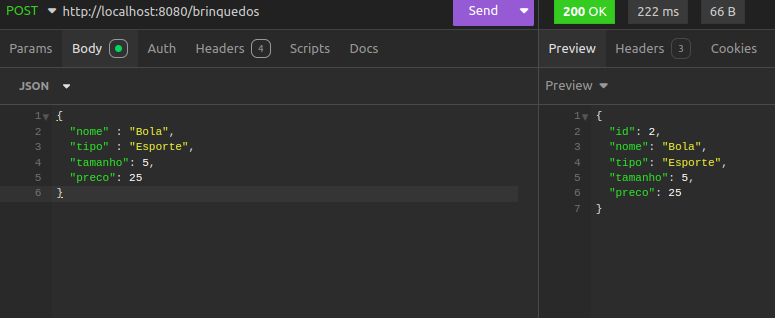 POST http://localhost:8080/brinquedos Send 200 OK 222 ms 66 B
Params Body Auth Headers 4 Scripts Docs Preview Headers 3 Cookies
JSON Preview
1 {
2 "nome" : "Bola",
3 "tipo" : "Esporte",
4 "tamanho": 5,
5 "preco": 25
6 }
1 {
2 "id": 2,
3 "nome": "Bola",
4 "tipo": "Esporte",
5 "tamanho": 5,
6 "preco": 25
7 }